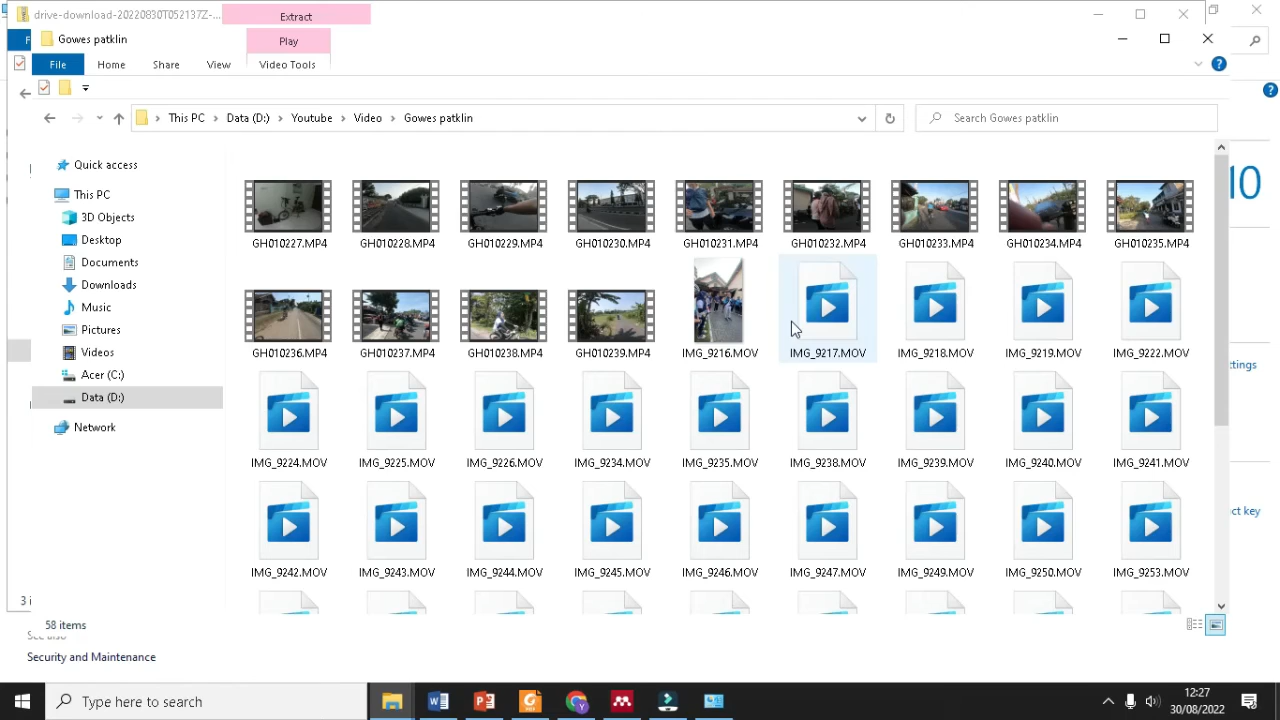 drive-download-20220830T052137Z-...
Extract
Gowes patklin
Play
File
Home
Share
View
Video Tools
This PC
Data (D:)
Youtube
Video
Gowes patklin
Search Gowes patklin
Quick access
This PC
3D Objects
Desktop
Documents
Downloads
Music
Pictures
Videos
Acer (C:)
Data (D:)
Network
GH010227.MP4
GH010228.MP4
GH010229.MP4
GH010230.MP4
GH010231.MP4
GH010232.MP4
GH010233.MP4
GH010234.MP4
GH010235.MP4
GH010236.MP4
GH010237.MP4
GH010238.MP4
GH010239.MP4
IMG_9216.MOV
IMG_9217.MOV
IMG_9218.MOV
IMG_9219.MOV
IMG_9222.MOV
IMG_9224.MOV
IMG_9225.MOV
IMG_9226.MOV
IMG_9234.MOV
IMG_9235.MOV
IMG_9238.MOV
IMG_9239.MOV
IMG_9240.MOV
IMG_9241.MOV
IMG_9242.MOV
IMG_9243.MOV
IMG_9244.MOV
IMG_9245.MOV
IMG_9246.MOV
IMG_9247.MOV
IMG_9249.MOV
IMG_9250.MOV
IMG_9253.MOV
10
ttings
ct key
58 items
See also
Security and Maintenance
Type here to search
12:27
30/08/2022